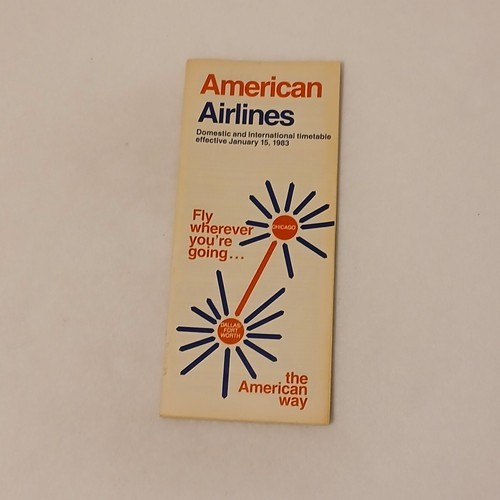 American
Airlines
Domestic and International timetable
effective January 15, 1983
Fly
wherever
you're
going...
CHICAGO
DALLAS
FORT
WORTH
the
American
way